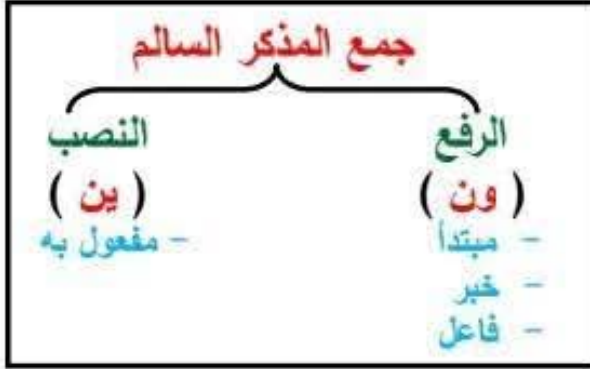 جمع المذكر السالم
الرفع
( ون )
- مبتدأ
- خبر
- فاعل
النصب
( ين )
- مفعول به